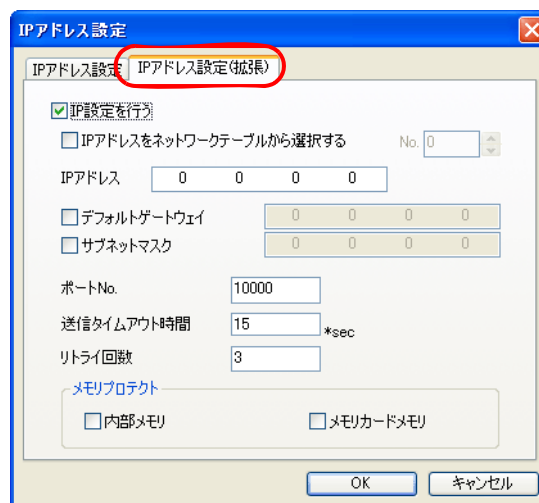 IPアドレス設定
IPアドレス設定 IPアドレス設定(拡張)
IP設定を行う
IPアドレスをネットワークテーブルから選択する No. 0
IPアドレス 0 0 0 0
デフォルトゲートウェイ 0 0 0 0
サブネットマスク 0 0 0 0
ポートNo. 10000
送信タイムアウト時間 15 *sec
リトライ回数 3
メモリプロテクト
内部メモリ メモリカードメモリ
OK キャンセル